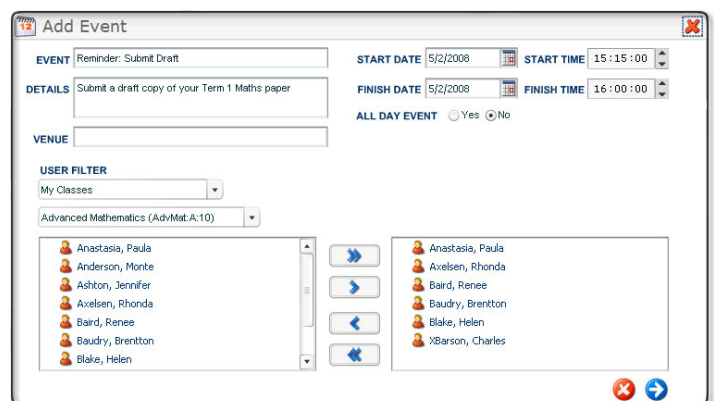 12 Add Event
EVENT Reminder: Submit Draft START DATE 5/2/2008 START TIME 15:15:00
DETAILS Submit a draft copy of your Term 1 Maths paper FINISH DATE 5/2/2008 FINISH TIME 16:00:00
ALL DAY EVENT Yes No
VENUE
USER FILTER
My Classes
Advanced Mathematics (AdvMat:A:10)
Anastasia, Paula
Anderson, Monte
Ashton, Jennifer
Axelsen, Rhonda
Baird, Renee
Baudry, Brentton
Blake, Helen
Anastasia, Paula
Axelsen, Rhonda
Baird, Renee
Baudry, Brentton
Blake, Helen
XBarson, Charles